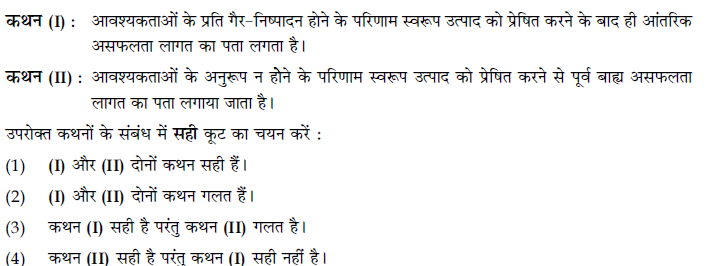 कथन (I) : आवश्यकताओं के प्रति गैर-निष्पादन होने के परिणाम स्वरूप उत्पाद को प्रेषित करने के बाद ही आंतरिक
असफलता लागत का पता लगता है।
कथन (II) : आवश्यकताओं के अनुरूप न होने के परिणाम स्वरूप उत्पाद को प्रेषित करने से पूर्व बाह्य असफलता
लागत का पता लगाया जाता है।
उपरोक्त कथनों के संबंध में सही कूट का चयन करें :
(1) (I) और (II) दोनों कथन सही हैं।
(2) (I) और (II) दोनों कथन गलत हैं।
(3) कथन (I) सही है परंतु कथन (II) गलत है।
(4) कथन (II) सही है परंतु कथन (I) सही नहीं है।